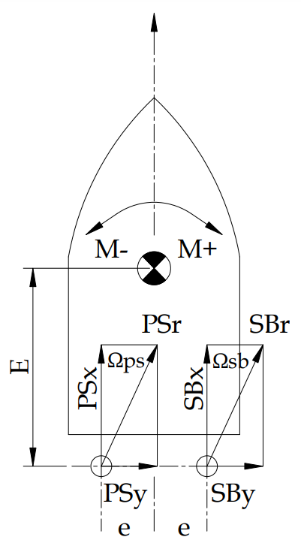 M- M+
PSr SBr
PSx Ωps SBx Ωsb
E
PSy SBy
e e